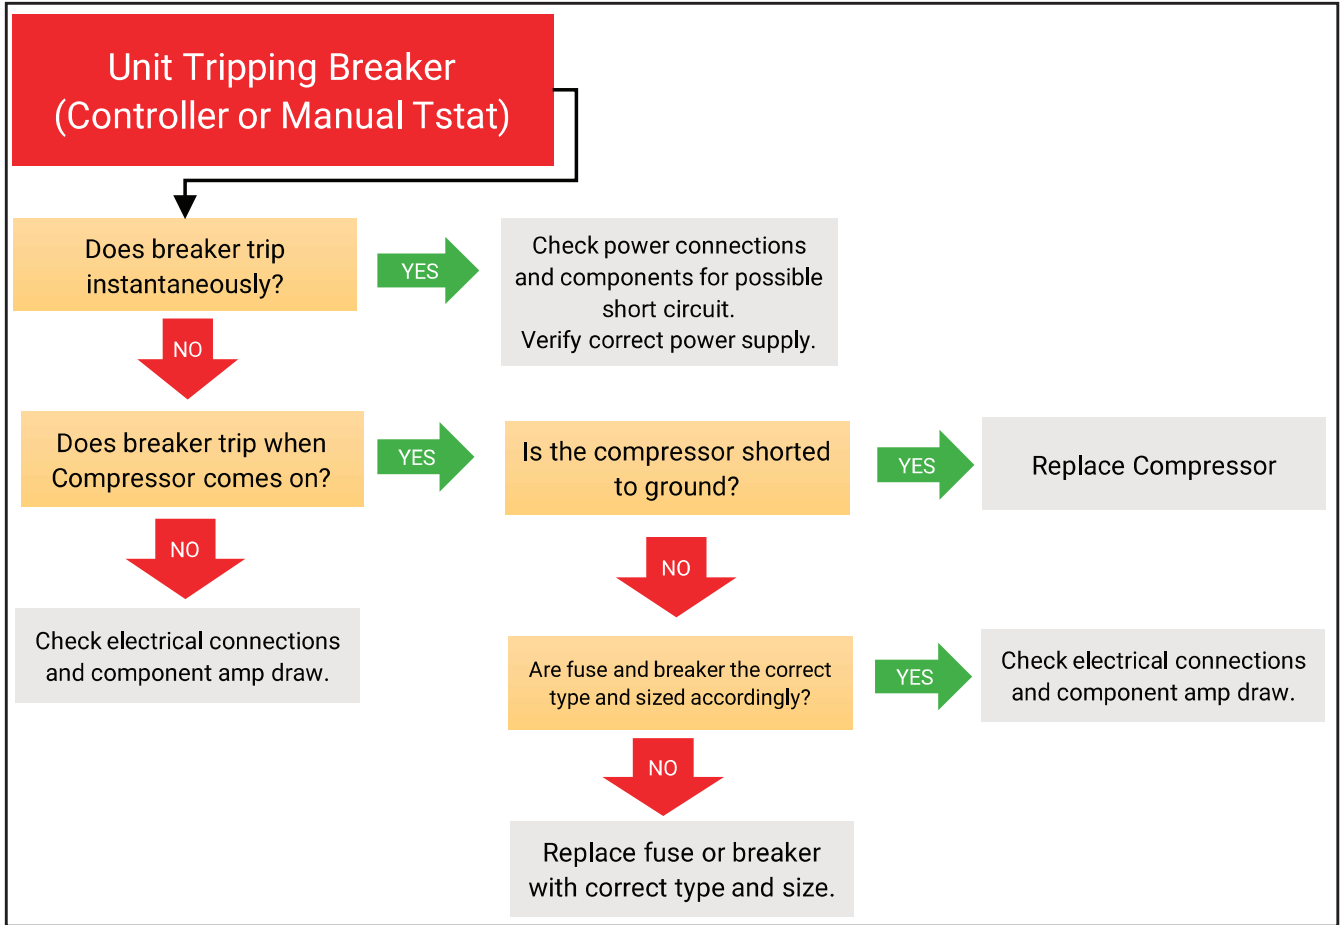 Unit Tripping Breaker
(Controller or Manual Tstat)
Does breaker trip
instantaneously?
YES
Check power connections
and components for possible
short circuit.
Verify correct power supply.
NO
Does breaker trip when
Compressor comes on?
YES
Is the compressor shorted
to ground?
YES
Replace Compressor
NO
Check electrical connections
and component amp draw.
NO
Are fuse and breaker the correct
type and sized accordingly?
YES
Check electrical connections
and component amp draw.
NO
Replace fuse or breaker
with correct type and size.